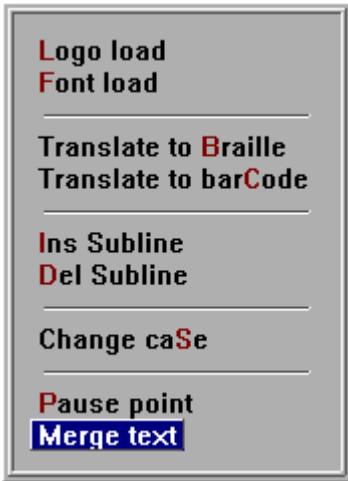 Logo load
Font load
Translate to Braille
Translate to barCode
Ins Subline
Del Subline
Change caSe
Pause point
Merge text